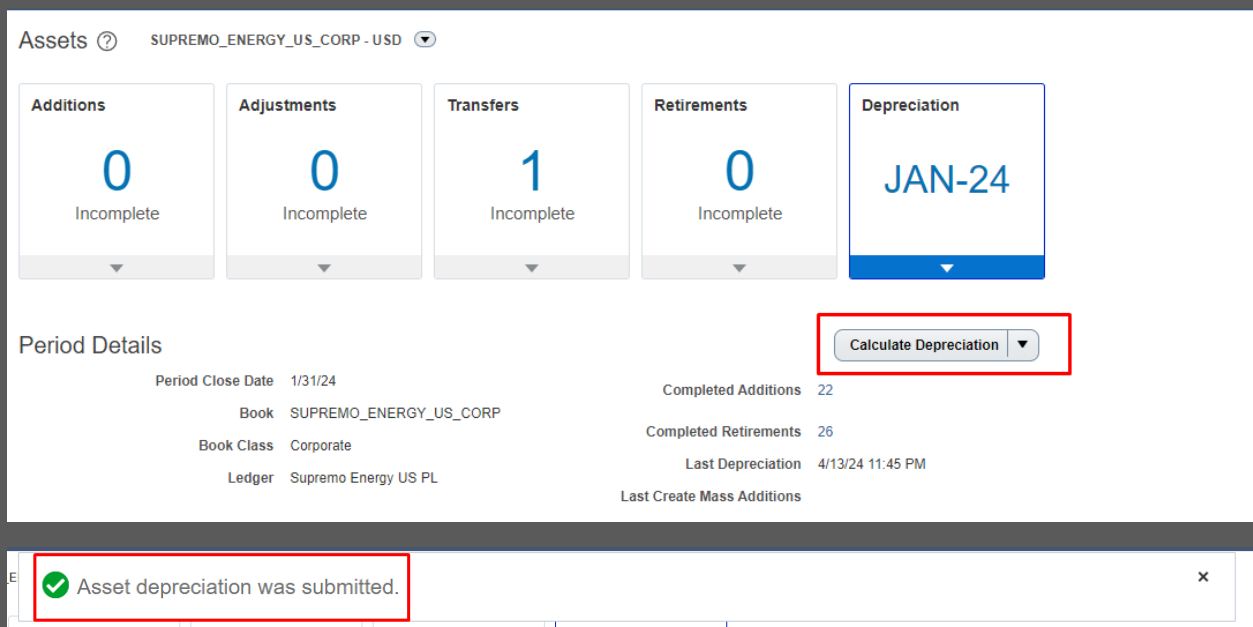 Assets ? SUPREMO_ENERGY_US_CORP - USD
Additions Adjustments Transfers Retirements Depreciation
0 0 1 0 JAN-24
Incomplete Incomplete Incomplete Incomplete
Period Details Calculate Depreciation
Period Close Date 1/31/24 Completed Additions 22
Book SUPREMO_ENERGY_US_CORP
Completed Retirements 26
Book Class Corporate
Last Depreciation 4/13/24 11:45 PM
Ledger Supremo Energy US PL
Last Create Mass Additions
Asset depreciation was submitted. ×